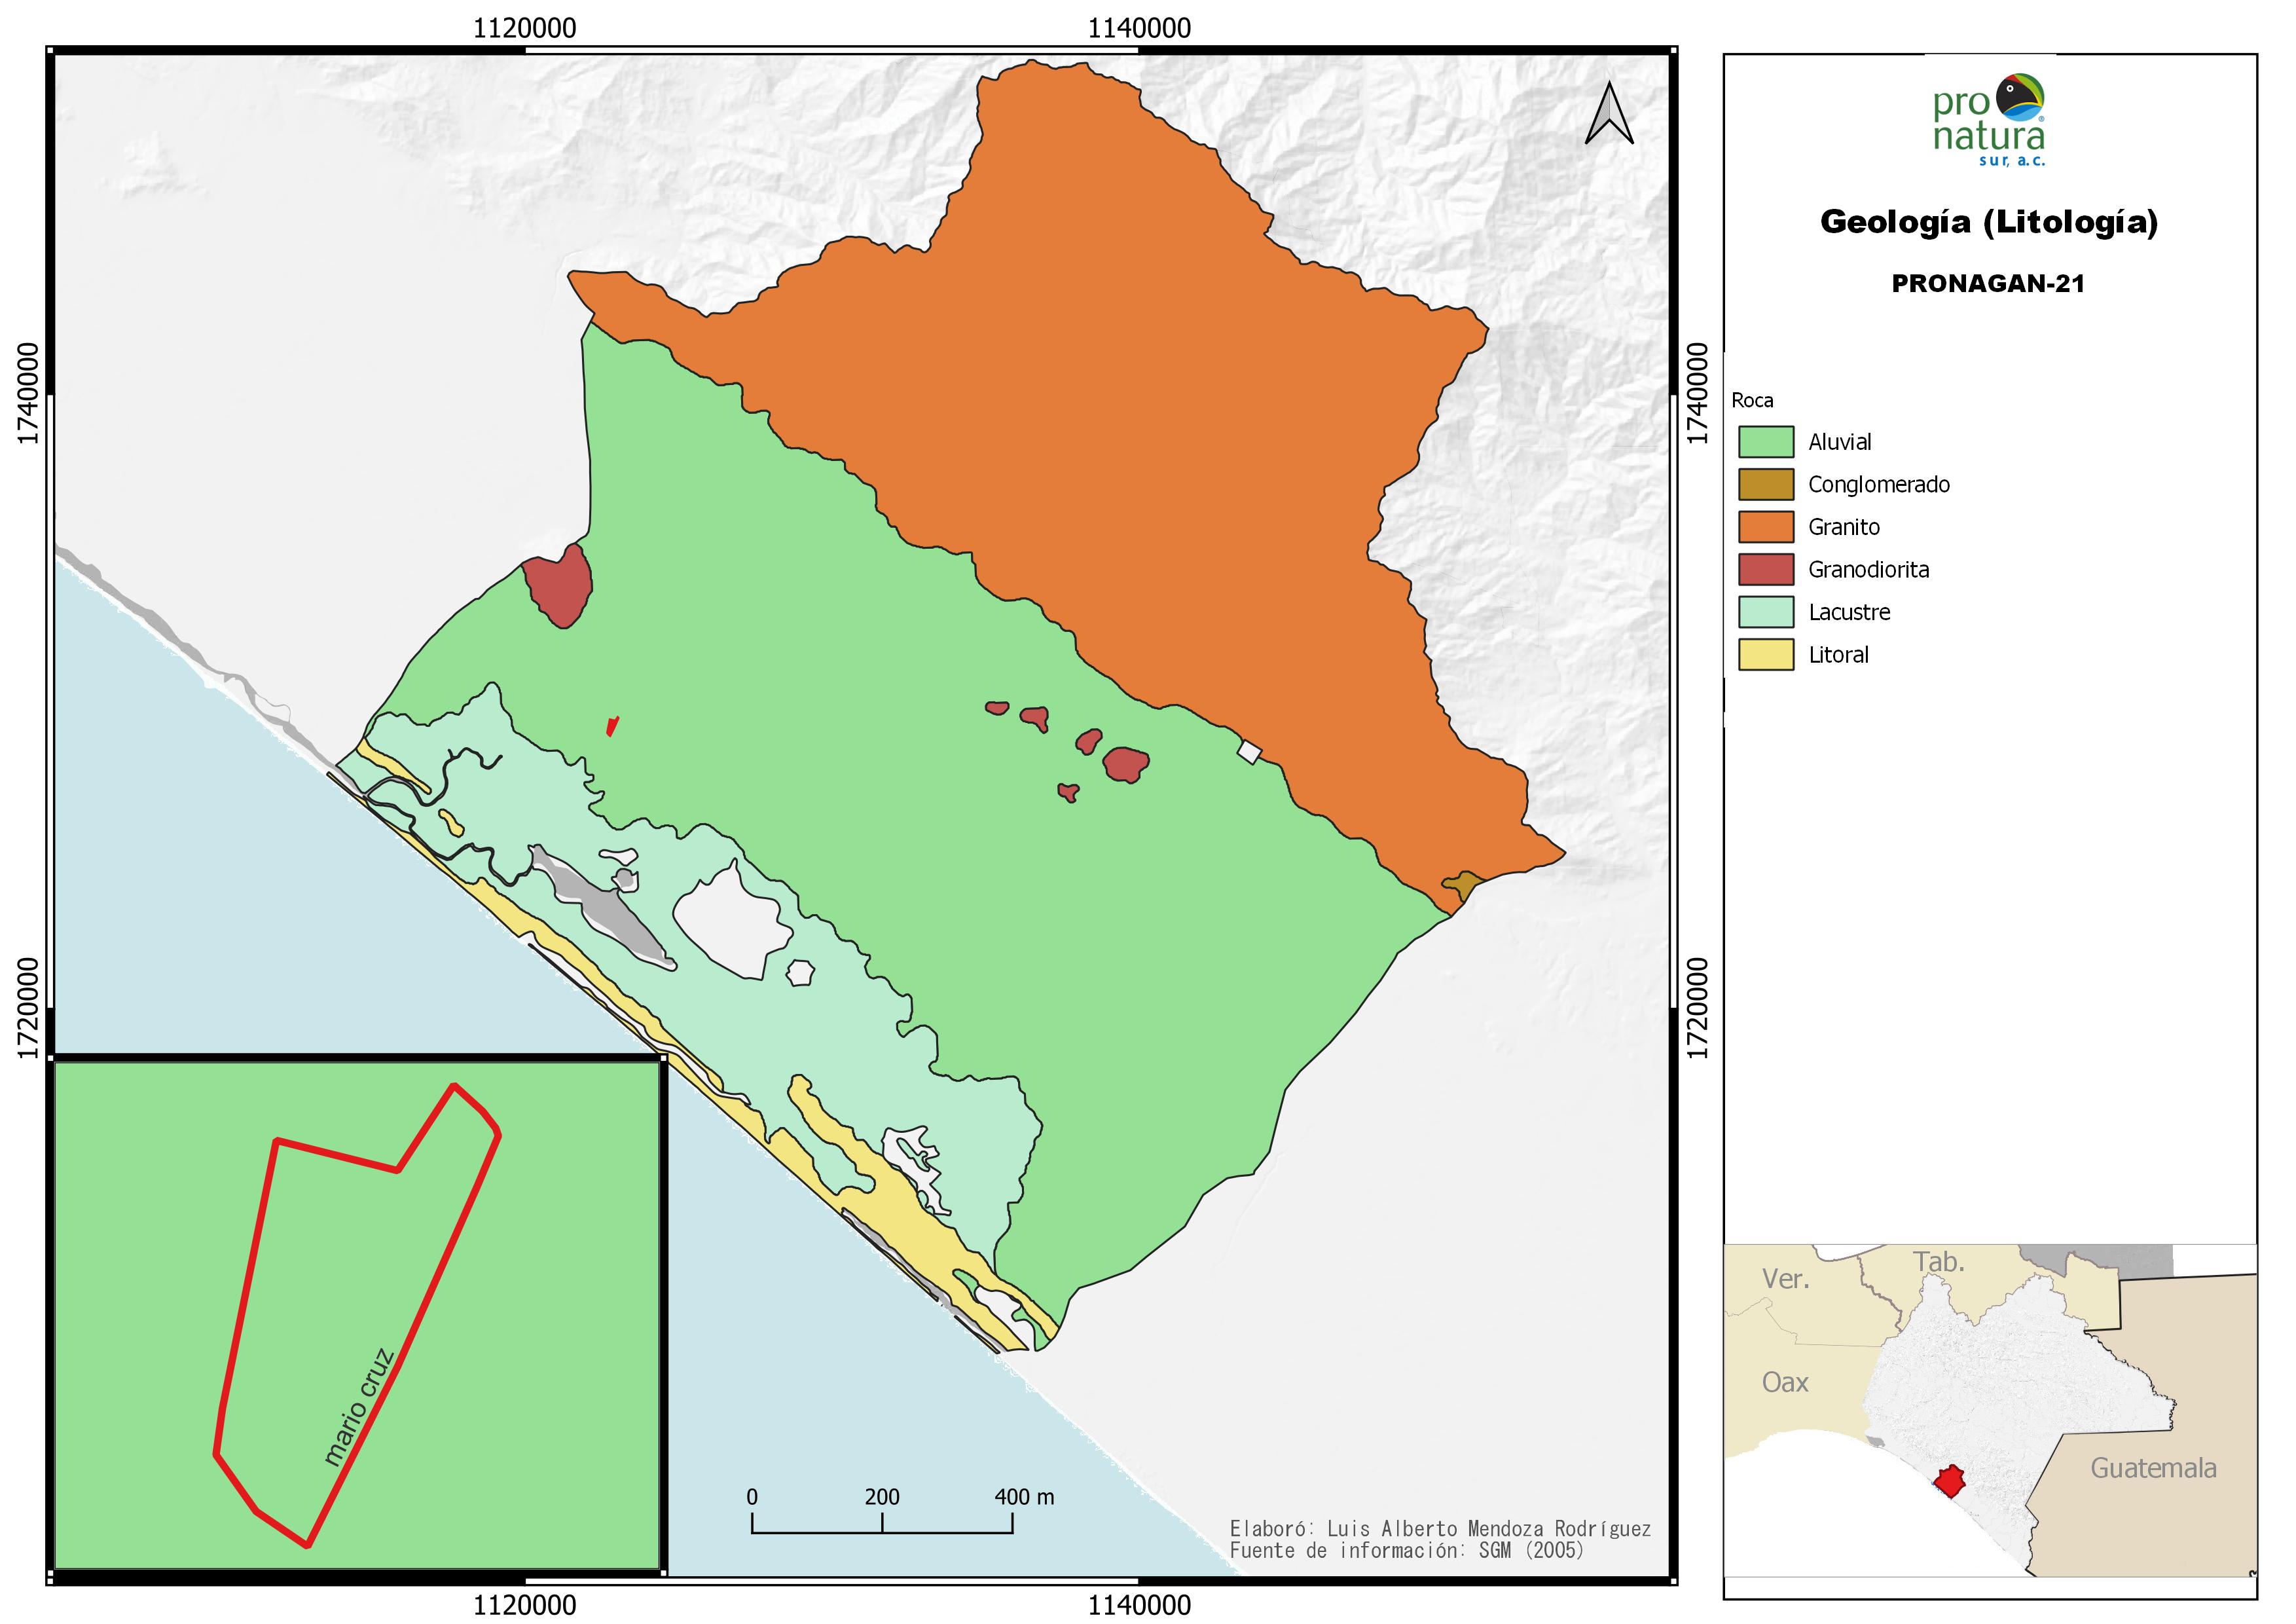 1120000
1140000
1740000
1720000
1740000
1720000
1120000
1140000
mario cruz
0 200 400 m
Elaboró: Luis Alberto Mendoza Rodríguez
Fuente de información: SGM (2005)
pro
natura
sur, a.c.
Geología (Litología)
PRONAGAN-21
Roca
Aluvial
Conglomerado
Granito
Granodiorita
Lacustre
Litoral
Ver.
Tab.
Oax
Guatemala